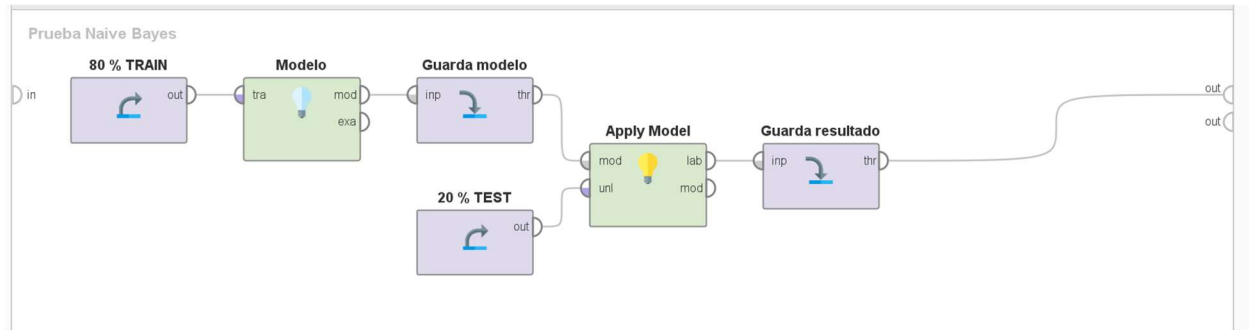 Prueba Naive Bayes
80 % TRAIN
Modelo
Guarda modelo
in
out
tra
mod
inp
thr
out
exa
out
Apply Model
Guarda resultado
mod
lab
inp
thr
unl
mod
20 % TEST
out